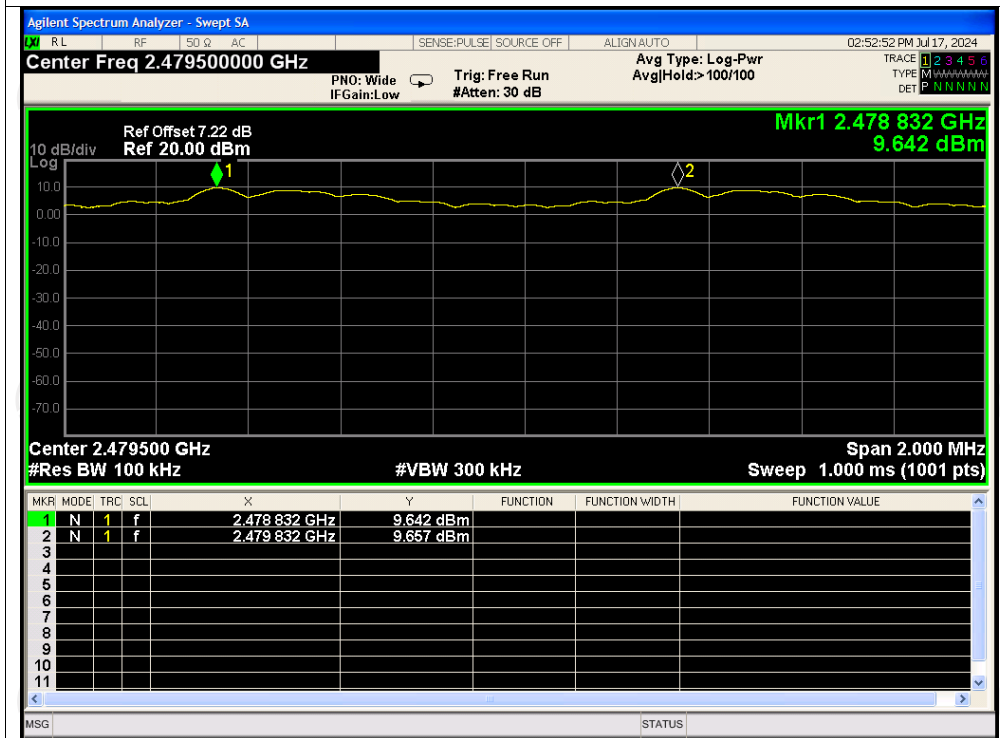 Agilent Spectrum Analyzer - Swept SA
LXI RL RF 50 Ω AC SENSE:PULSE SOURCE OFF ALIGNAUTO 02:52:52 PM Jul 17, 2024
Center Freq 2.479500000 GHz
PNO: Wide
IFGain:Low
Trig: Free Run
#Atten: 30 dB
Avg Type: Log-Pwr
Avg|Hold:>100/100
TRACE 1 2 3 4 5 6
TYPE M
DET P N N N N N
Mkr1 2.478 832 GHz
9.642 dBm
Ref Offset 7.22 dB
10 dB/div Ref 20.00 dBm
Log
1
2
10.0
0.00
-10.0
-20.0
-30.0
-40.0
-50.0
-60.0
-70.0
Center 2.479500 GHz Span 2.000 MHz
#Res BW 100 kHz #VBW 300 kHz Sweep 1.000 ms (1001 pts)
MKR MODE TRC SCL X Y FUNCTION FUNCTION WIDTH FUNCTION VALUE
1 N 1 f 2.478 832 GHz 9.642 dBm
2 N 1 f 2.479 832 GHz 9.657 dBm
3
4
5
6
7
8
9
10
11
MSG STATUS